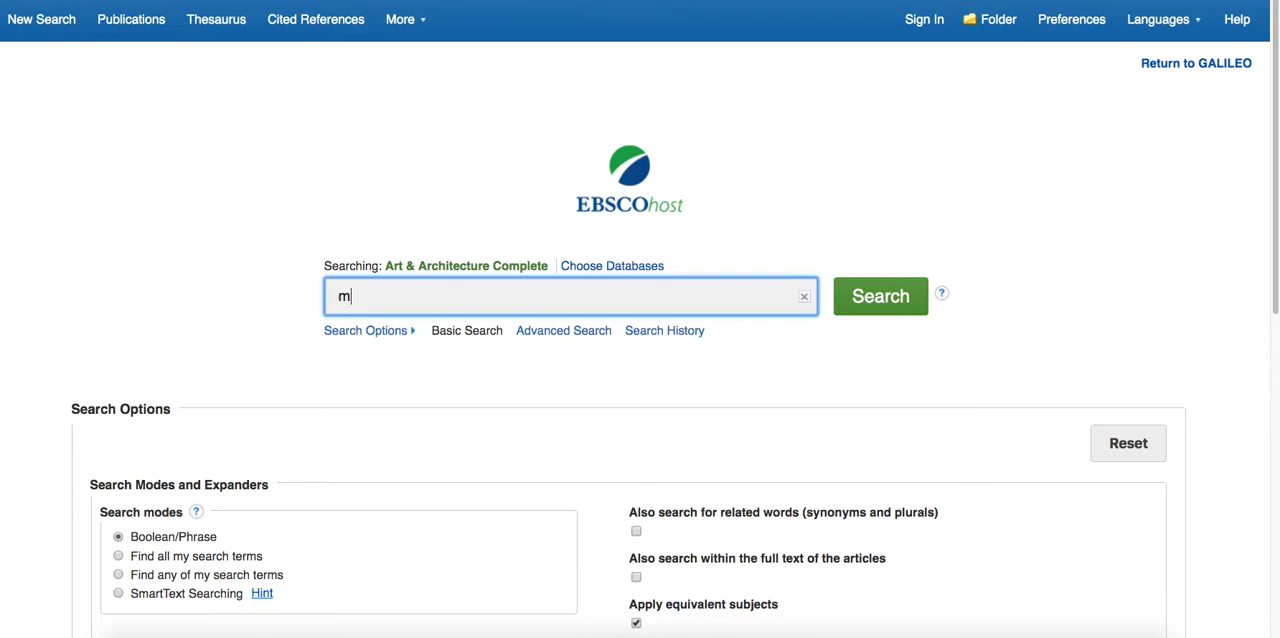 New Search Publications Thesaurus Cited References More Sign In Folder Preferences Languages Help
Return to GALILEO
EBSCOhost
Searching: Art & Architecture Complete Choose Databases
m
Search ?
Search Options Basic Search Advanced Search Search History
Search Options
Reset
Search Modes and Expanders
Search modes ?
Boolean/Phrase
Find all my search terms
Find any of my search terms
SmartText Searching Hint
Also search for related words (synonyms and plurals)
Also search within the full text of the articles
Apply equivalent subjects